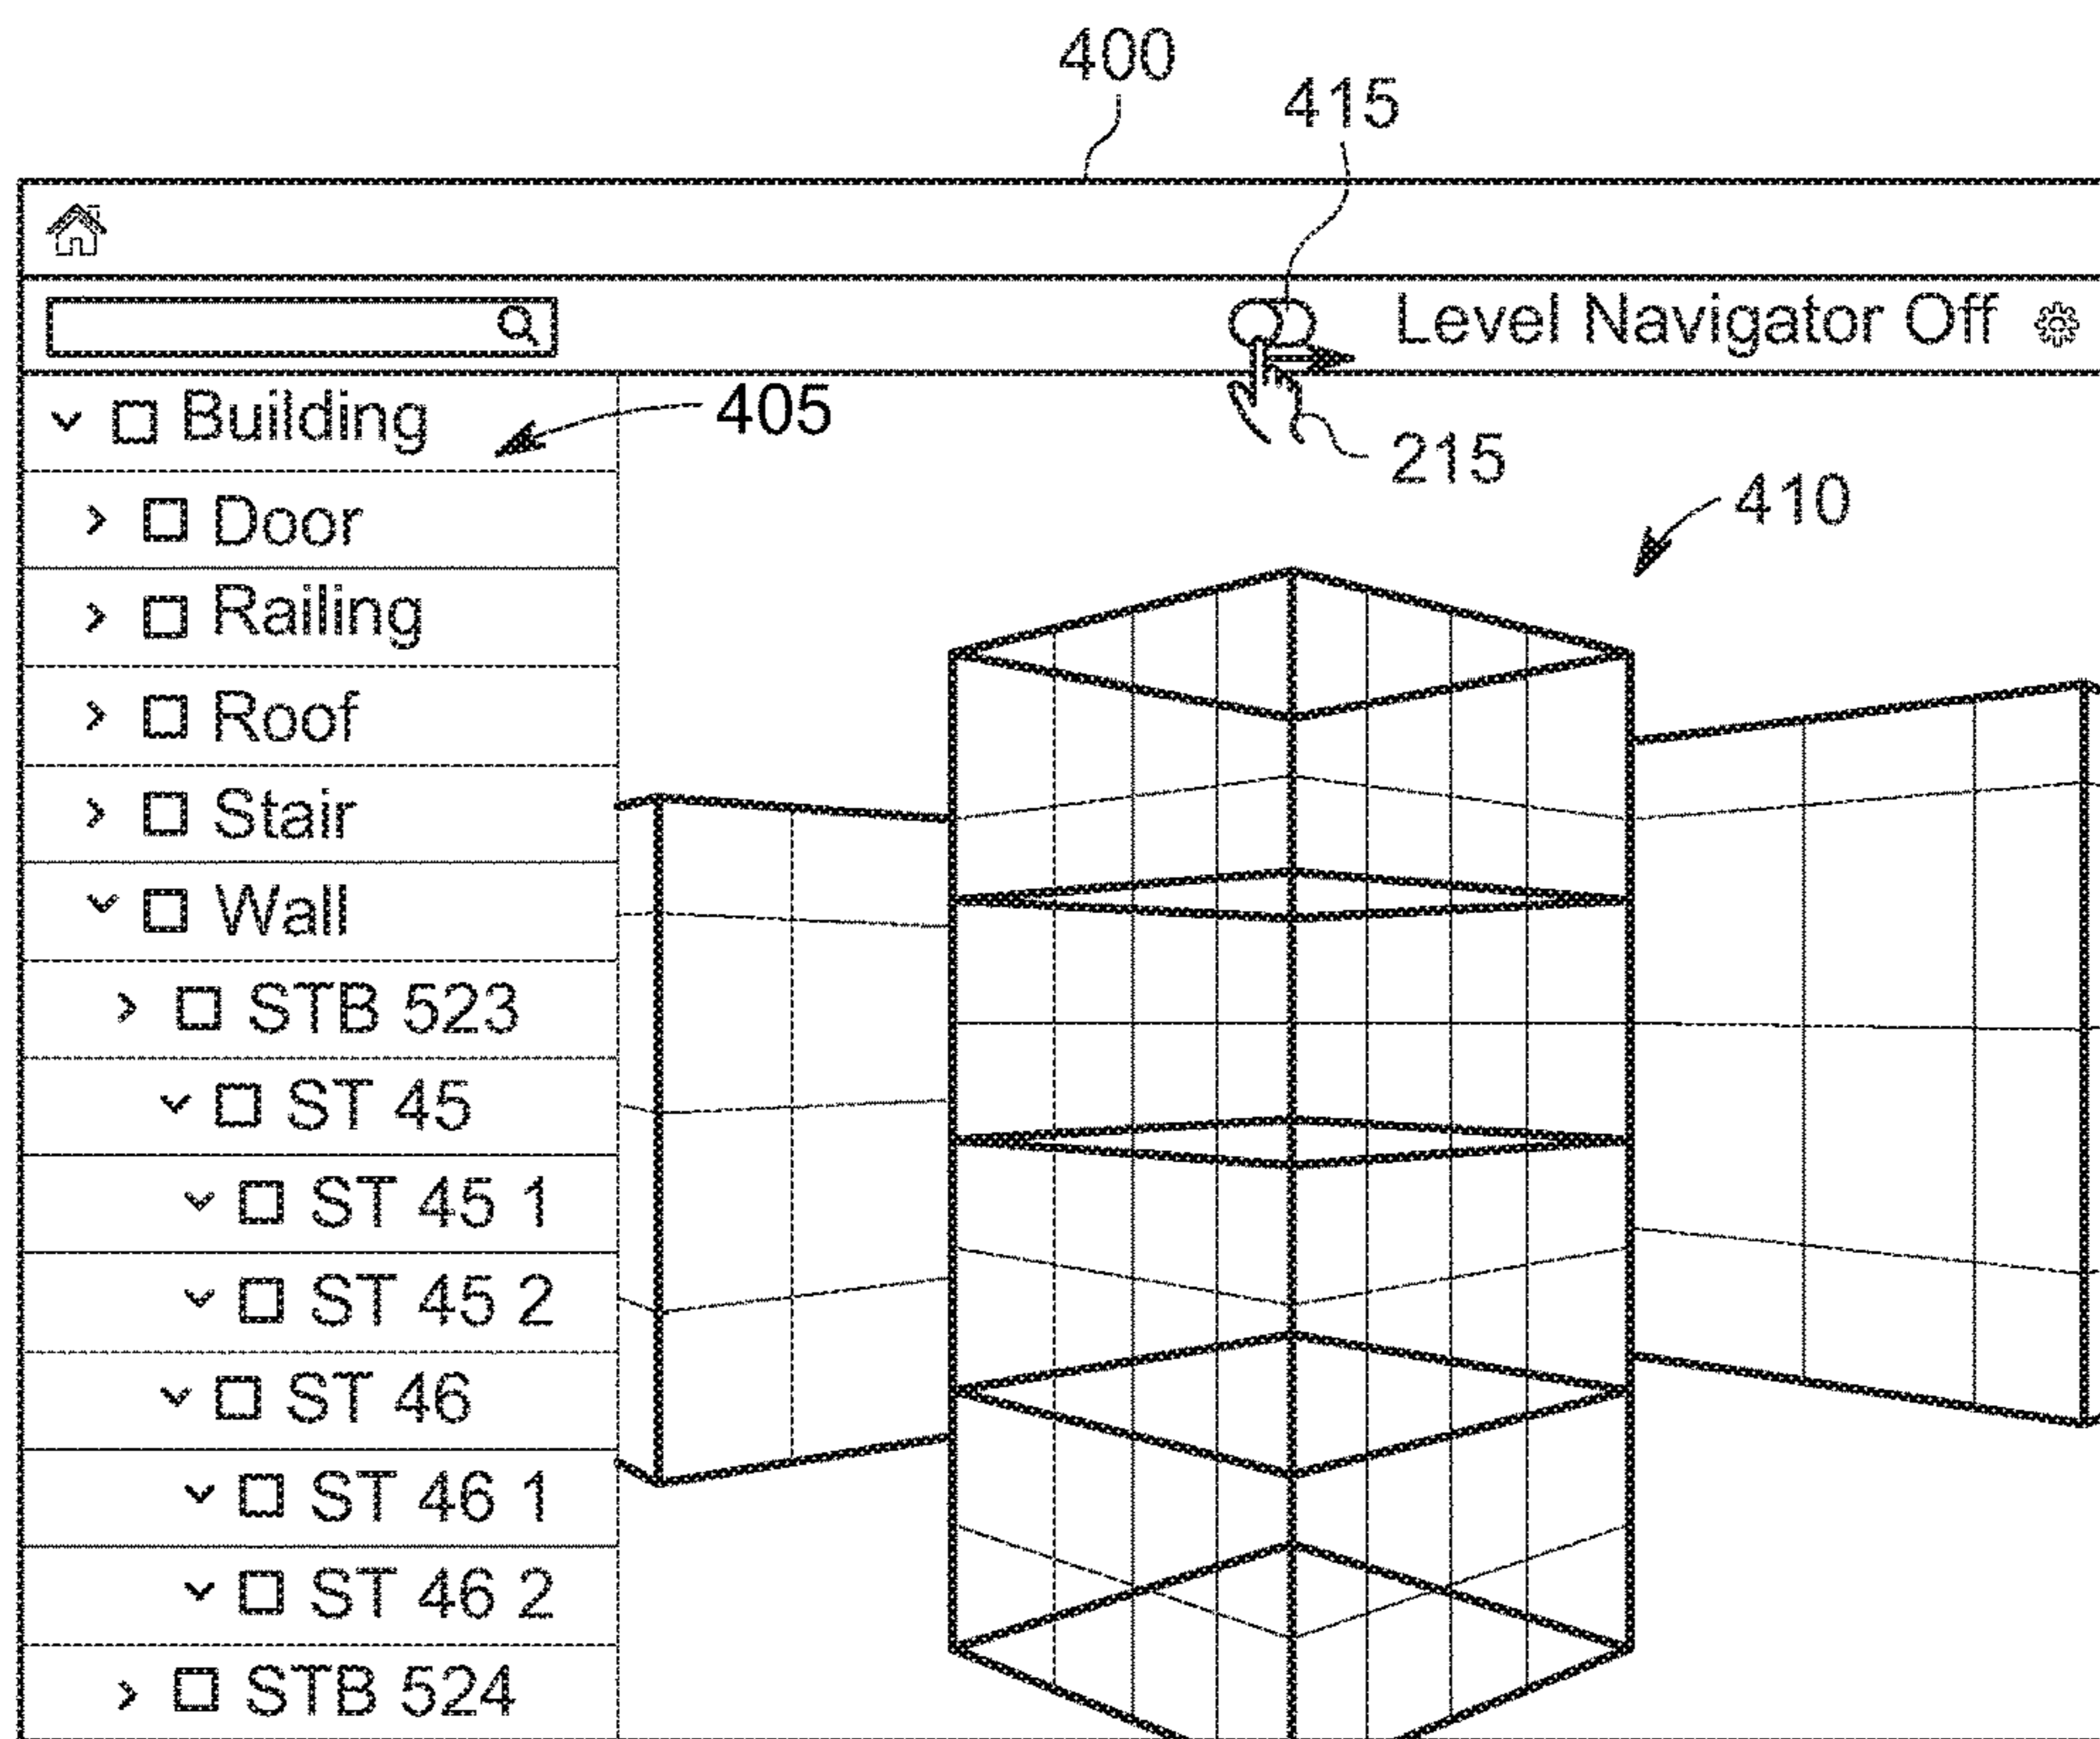 400
415
Level Navigator Off
405
215
410
Building
Door
Railing
Roof
Stair
Wall
STB 523
ST 45
ST 45 1
ST 45 2
ST 46
ST 46 1
ST 46 2
STB 524